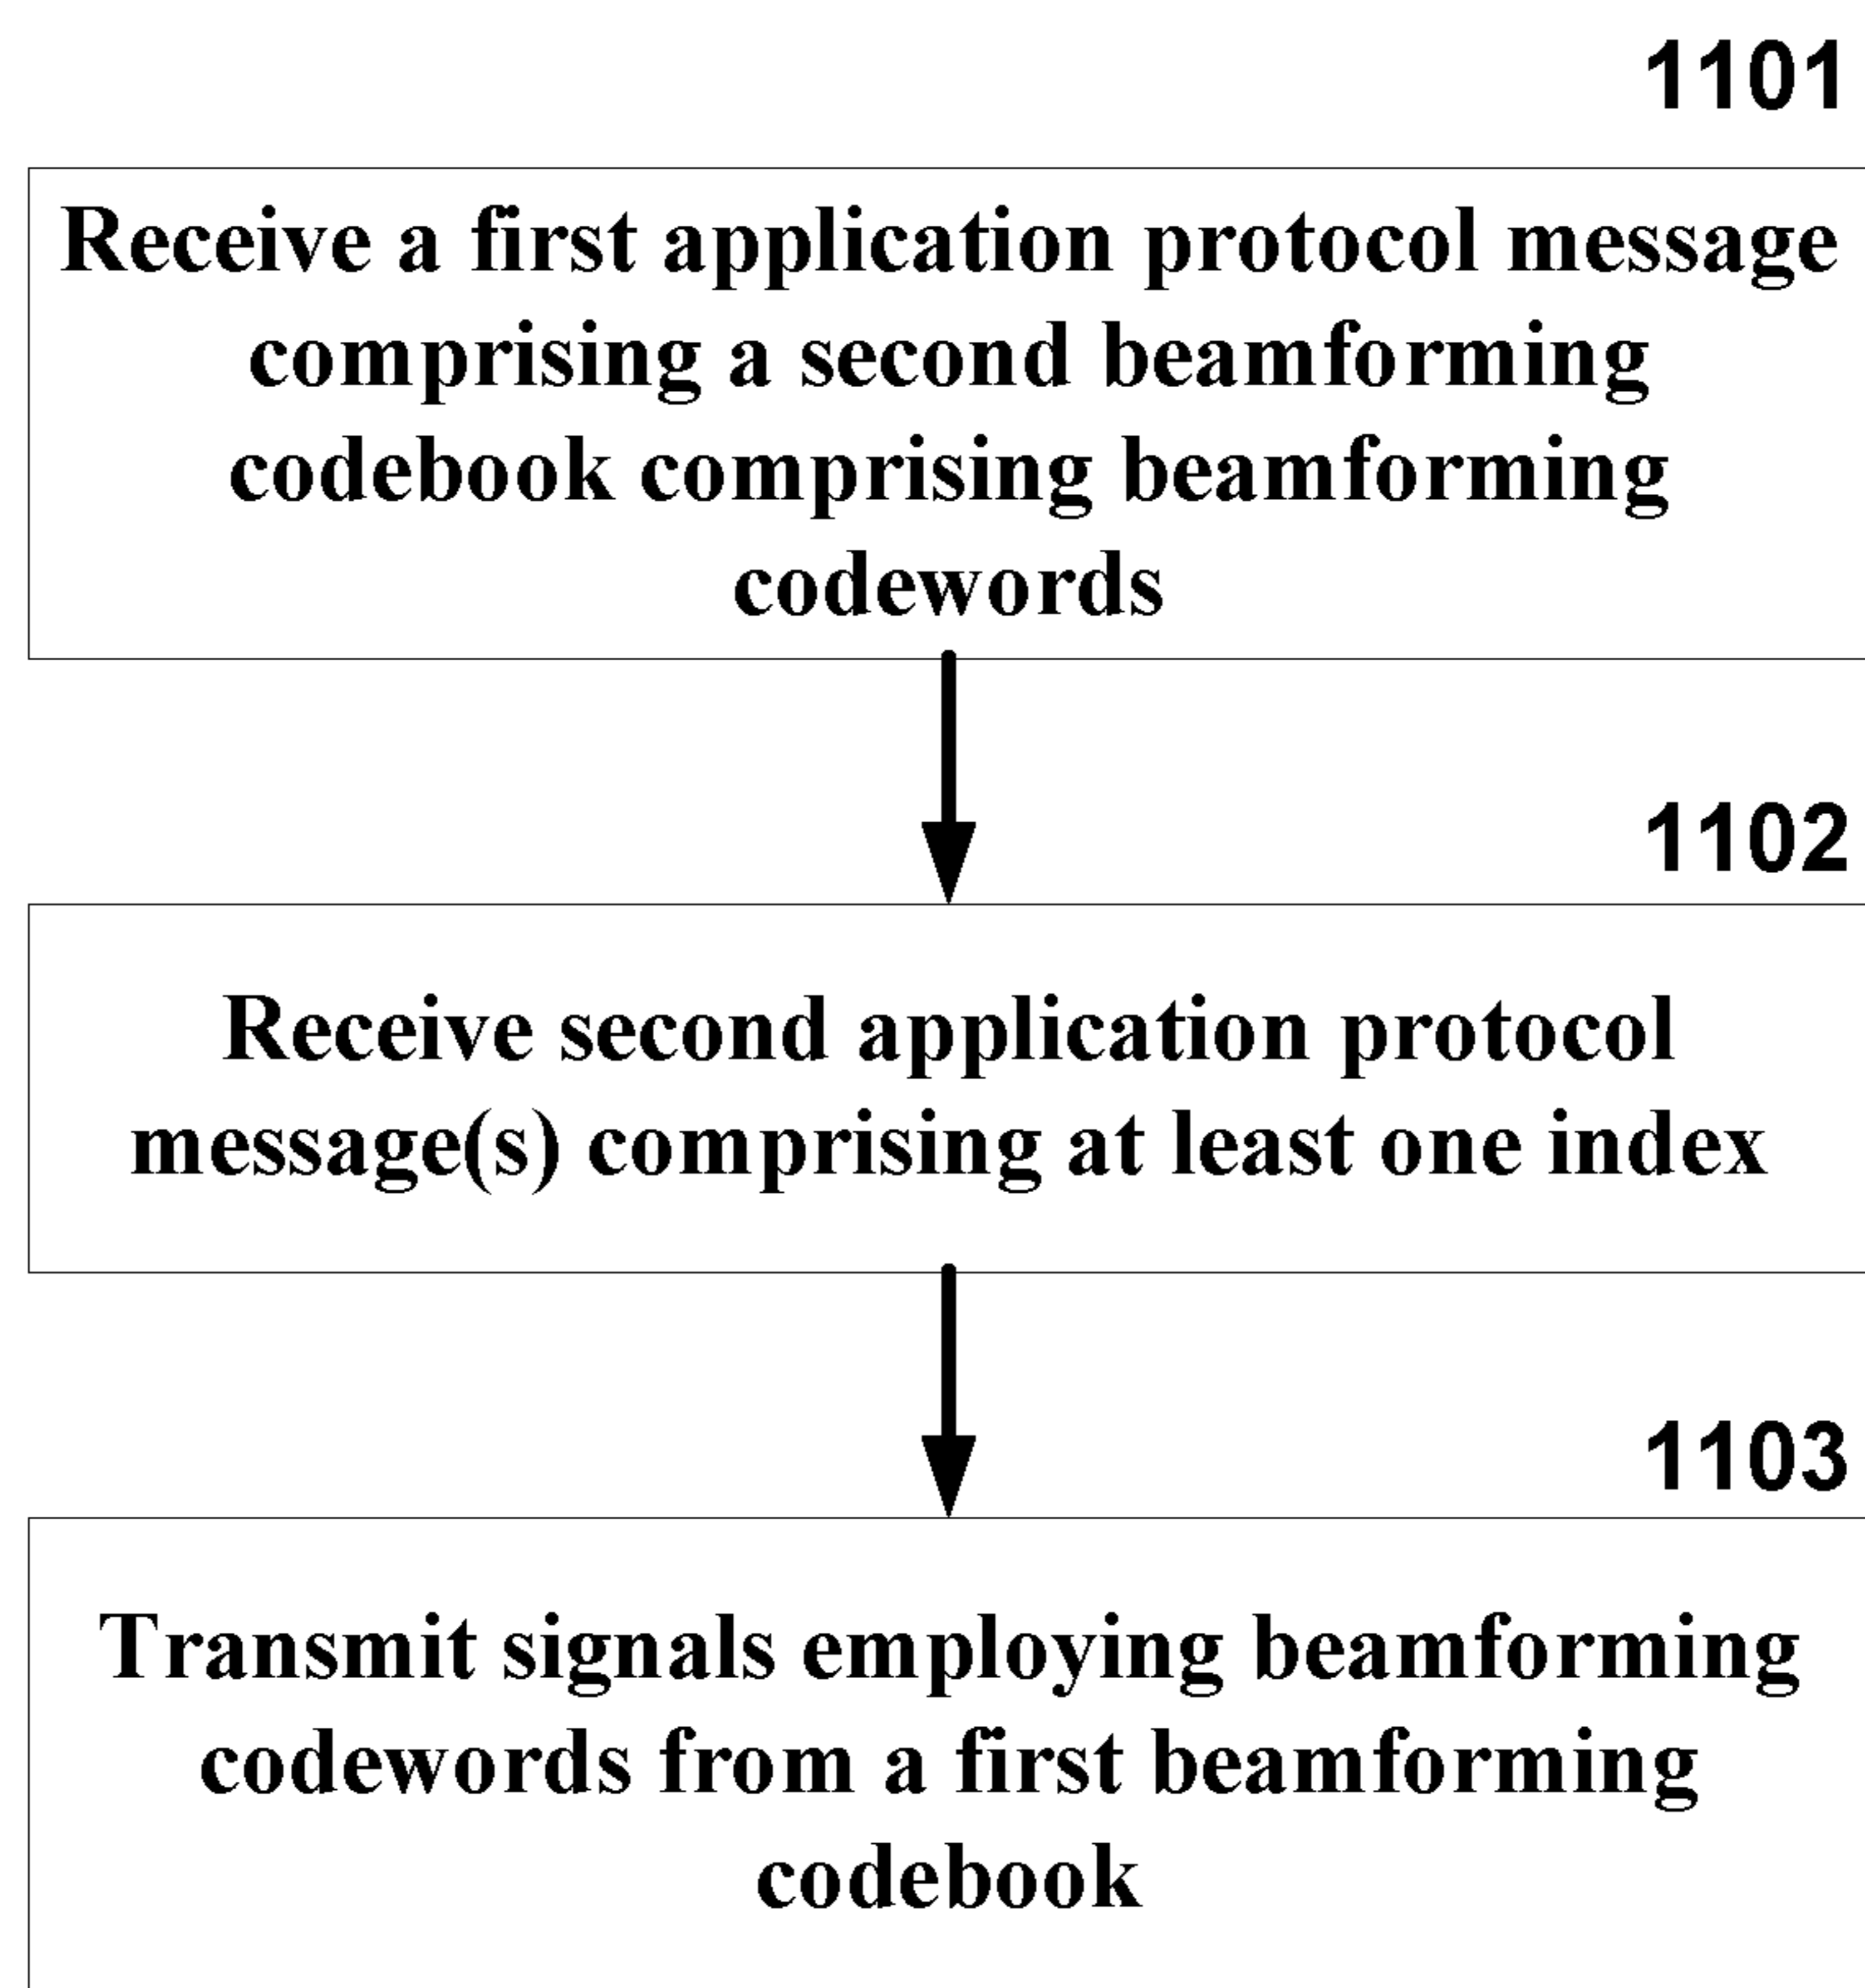 1101
Receive a first application protocol message
comprising a second beamforming
codebook comprising beamforming
codewords
1102
Receive second application protocol
message(s) comprising at least one index
1103
Transmit signals employing beamforming
codewords from a first beamforming
codebook